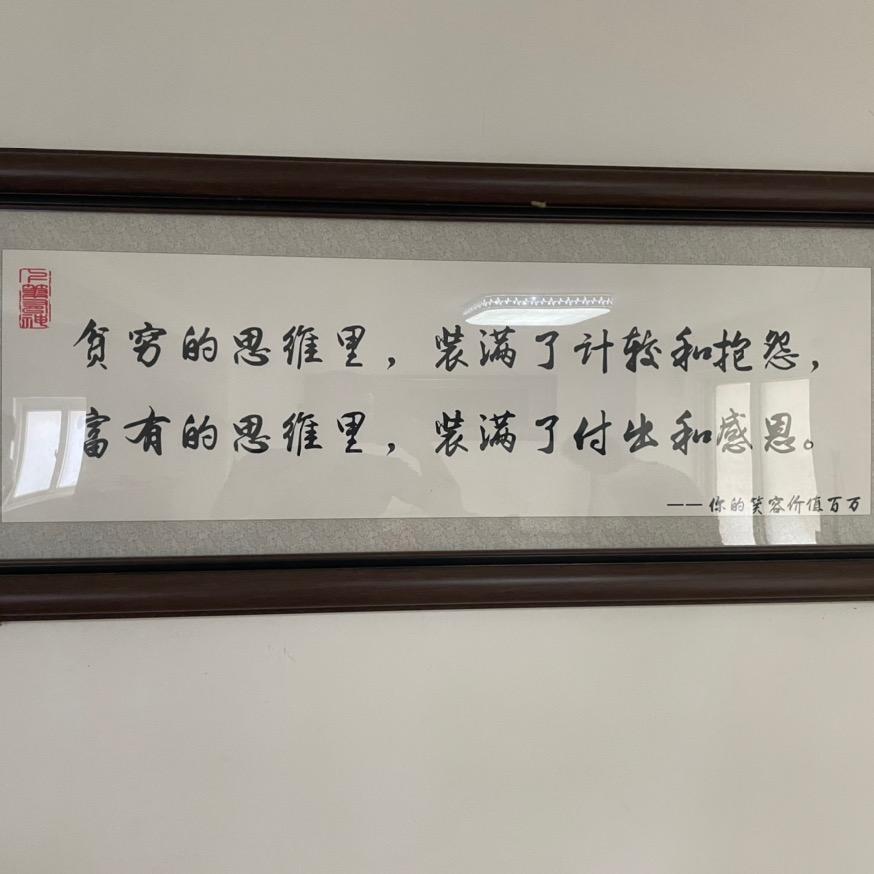 贫穷的思维里，装满了计较和抱怨，
富有的思维里，装满了付出和感恩。
——你的笑容价值百万